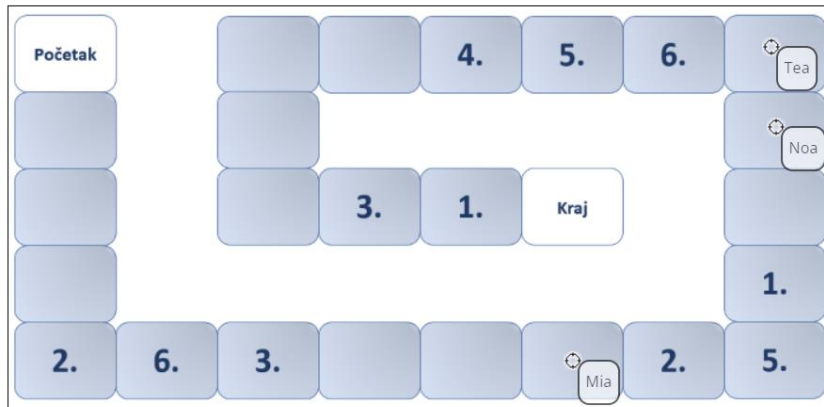 Početak
4. 5. 6.
Tea
Noa
3. 1. Kraj
1.
2. 6. 3. 2. 5.
Mia